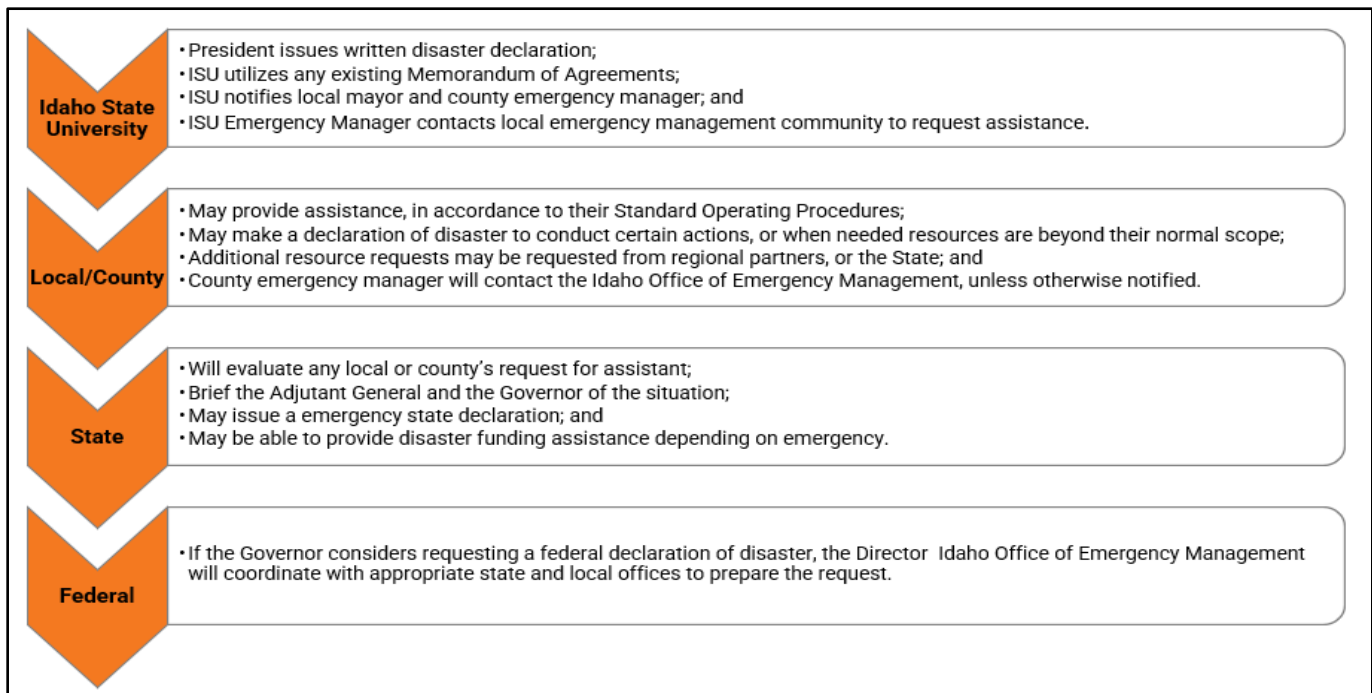 Idaho State
University
•President issues written disaster declaration;
•ISU utilizes any existing Memorandum of Agreements;
•ISU notifies local mayor and county emergency manager; and
•ISU Emergency Manager contacts local emergency management community to request assistance.
Local/County
•May provide assistance, in accordance to their Standard Operating Procedures;
•May make a declaration of disaster to conduct certain actions, or when needed resources are beyond their normal scope;
•Additional resource requests may be requested from regional partners, or the State; and
•County emergency manager will contact the Idaho Office of Emergency Management, unless otherwise notified.
State
•Will evaluate any local or county's request for assistant;
•Brief the Adjutant General and the Governor of the situation;
•May issue a emergency state declaration; and
•May be able to provide disaster funding assistance depending on emergency.
Federal
•If the Governor considers requesting a federal declaration of disaster, the Director  Idaho Office of Emergency Management
will coordinate with appropriate state and local offices to prepare the request.